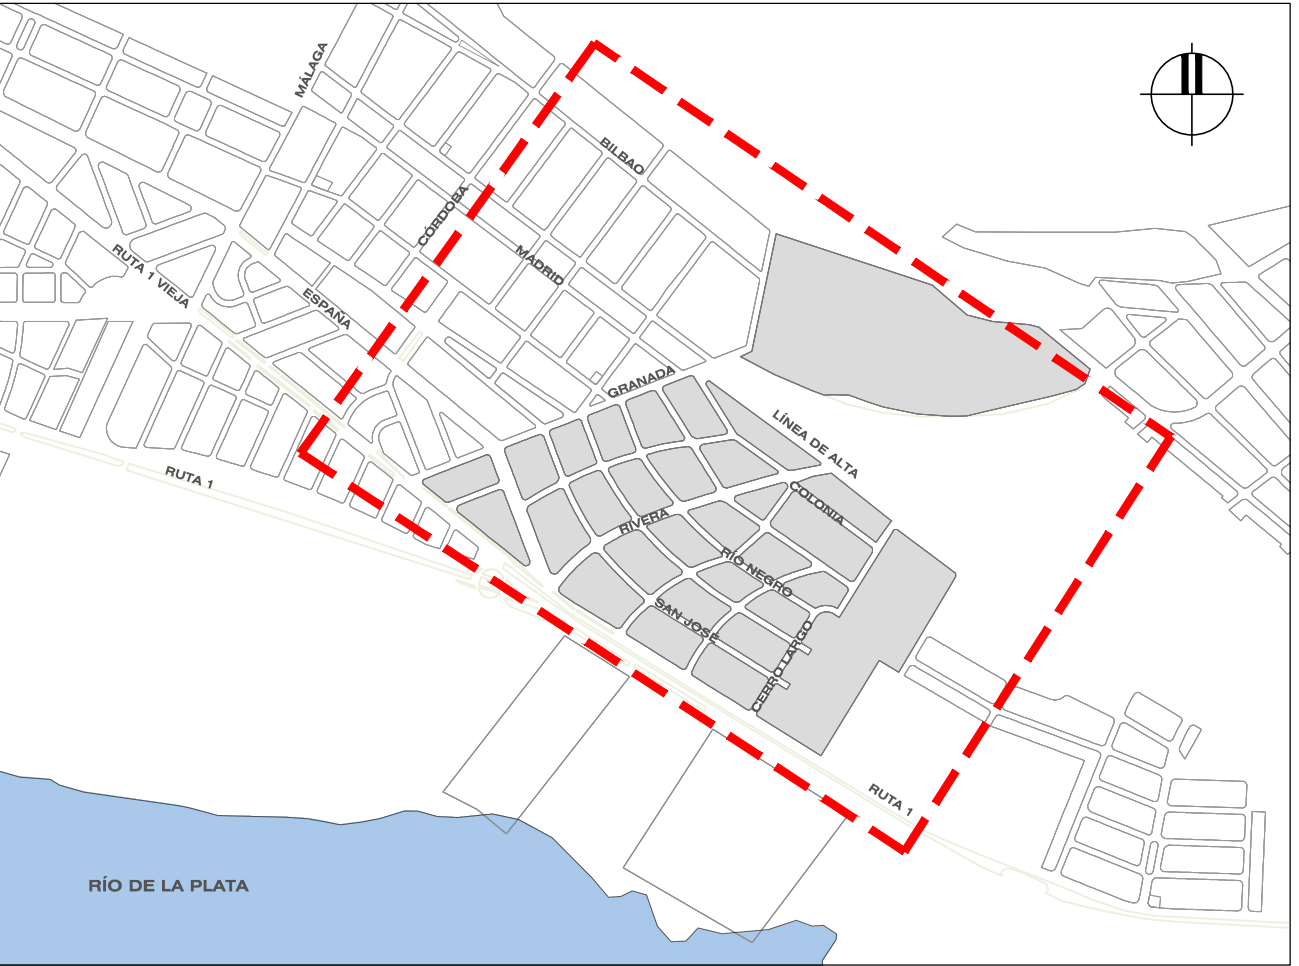 MÁLAGA
BILBAO
CÓRDOBA
RUTA 1 VIEJA
MADRID
ESPAÑA
GRANADA
LÍNEA DE ALTA
RUTA 1
COLONIA
RIVERA
RÍO NEGRO
SAN JOSÉ
CERRO LARGO
RUTA 1
RÍO DE LA PLATA